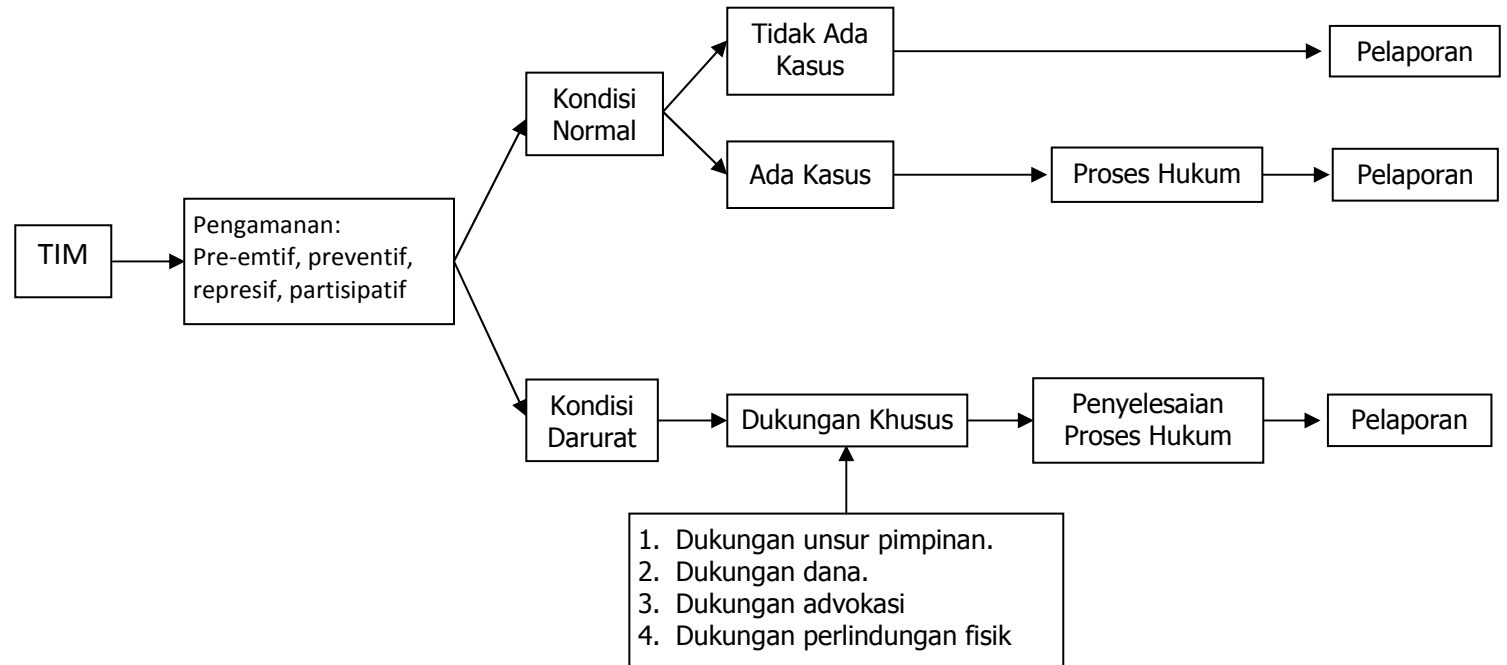 Tidak Ada
Kasus
Pelaporan
Kondisi
Normal
Ada Kasus
Proses Hukum
Pelaporan
TIM
Pengamanan:
Pre-emtif, preventif,
represif, partisipatif
Kondisi
Darurat
Dukungan Khusus
Penyelesaian
Proses Hukum
Pelaporan
1. Dukungan unsur pimpinan.
2. Dukungan dana.
3. Dukungan advokasi
4. Dukungan perlindungan fisik